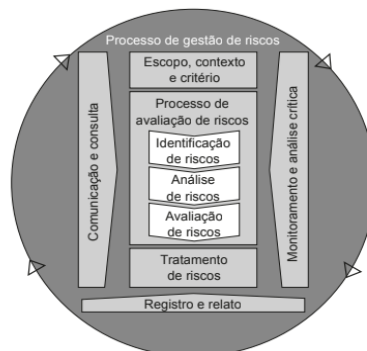 Processo de gestão de riscos
Escopo, contexto
e critério
Processo de
avaliação de riscos
Identificação
de riscos
Análise
de riscos
Avaliação
de riscos
Tratamento
de riscos
Comunicação e consulta
Monitoramento e análise crítica
Registro e relato